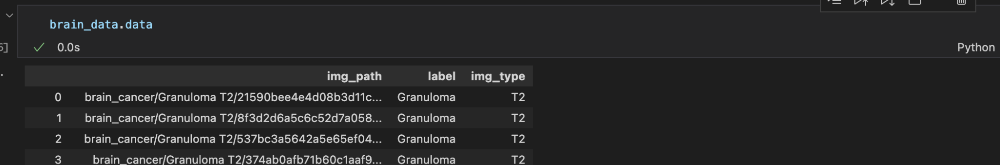 brain_data.data
0.0s
Python
img_path label img_type
0 brain_cancer/Granuloma T2/21590bee4e4d08b3d11c... Granuloma T2
1 brain_cancer/Granuloma T2/8f3d2d6a5c6c52d7a058... Granuloma T2
2 brain_cancer/Granuloma T2/537bc3a5642a5e65ef04... Granuloma T2
3 brain_cancer/Granuloma T2/374ab0afb71b60c1aaf9... Granuloma T2